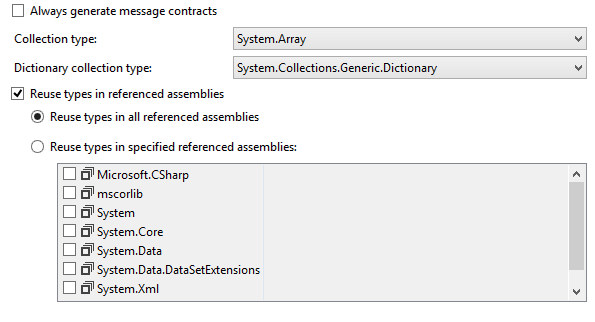 Always generate message contracts
Collection type: System.Array
Dictionary collection type: System.Collections.Generic.Dictionary
Reuse types in referenced assemblies
Reuse types in all referenced assemblies
Reuse types in specified referenced assemblies:
Microsoft.CSharp
mscorlib
System
System.Core
System.Data
System.Data.DataSetExtensions
System.Xml